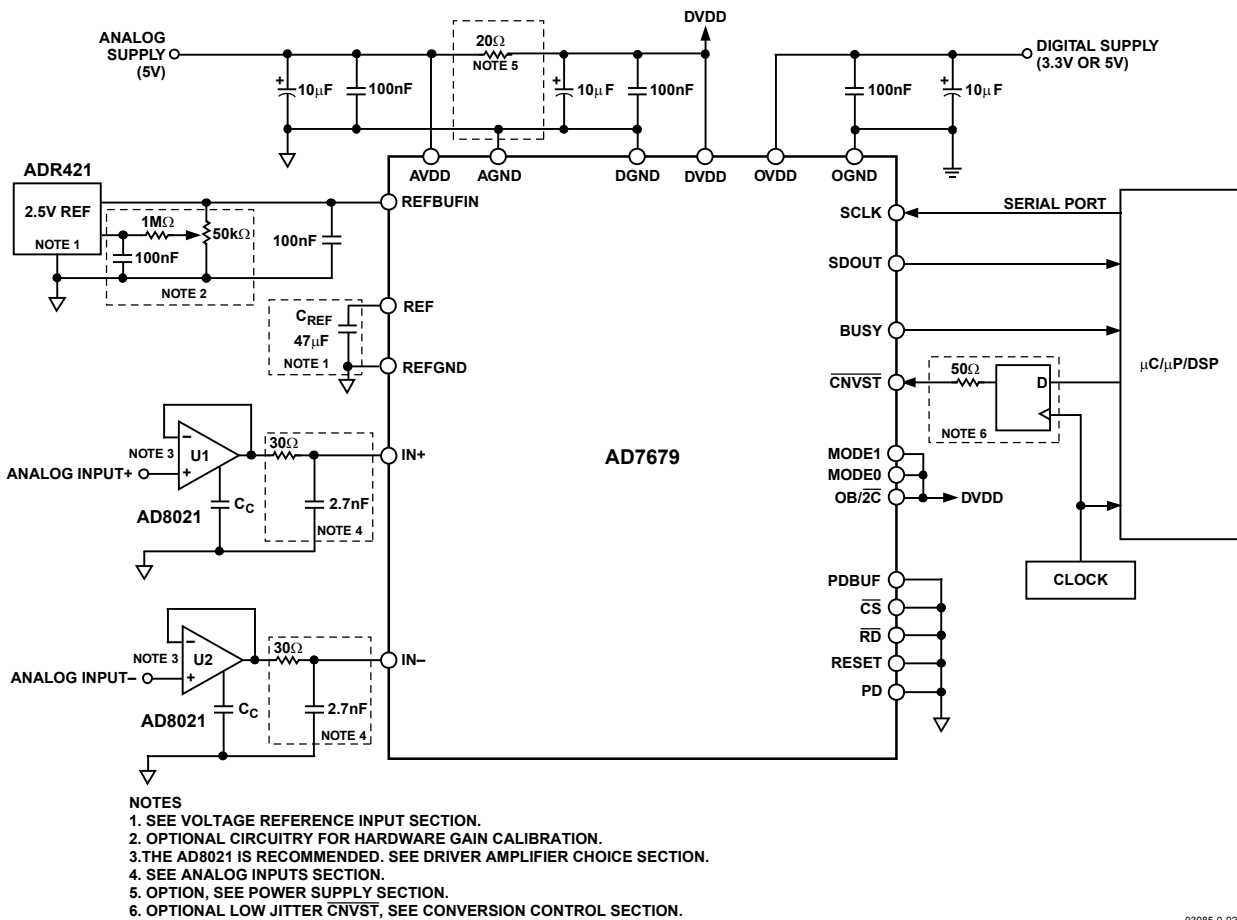 DVDD
ANALOG
SUPPLY
(5V)
20Ω
NOTE 5
DIGITAL SUPPLY
(3.3V OR 5V)
+
10μF
100nF
+
10μF
100nF
100nF
+
10μF
AVDD
AGND
DGND
DVDD
OVDD
OGND
ADR421
2.5V REF
NOTE 1
1MΩ
50kΩ
100nF
NOTE 2
100nF
REFBUFIN
CREF
47μF
NOTE 1
REF
REFGND
SCLK
SERIAL PORT
SDOUT
BUSY
CNVST
50Ω
D
NOTE 6
μC/μP/DSP
AD7679
MODE1
MODE0
OB/2C
DVDD
CLOCK
PDBUF
CS
RD
RESET
PD
NOTE 3
–
U1
+
ANALOG INPUT+
AD8021
CC
30Ω
2.7nF
NOTE 4
IN+
NOTE 3
–
U2
+
ANALOG INPUT–
AD8021
CC
30Ω
2.7nF
NOTE 4
IN–
NOTES
1. SEE VOLTAGE REFERENCE INPUT SECTION.
2. OPTIONAL CIRCUITRY FOR HARDWARE GAIN CALIBRATION.
3.THE AD8021 IS RECOMMENDED. SEE DRIVER AMPLIFIER CHOICE SECTION.
4. SEE ANALOG INPUTS SECTION.
5. OPTION, SEE POWER SUPPLY SECTION.
6. OPTIONAL LOW JITTER CNVST, SEE CONVERSION CONTROL SECTION.